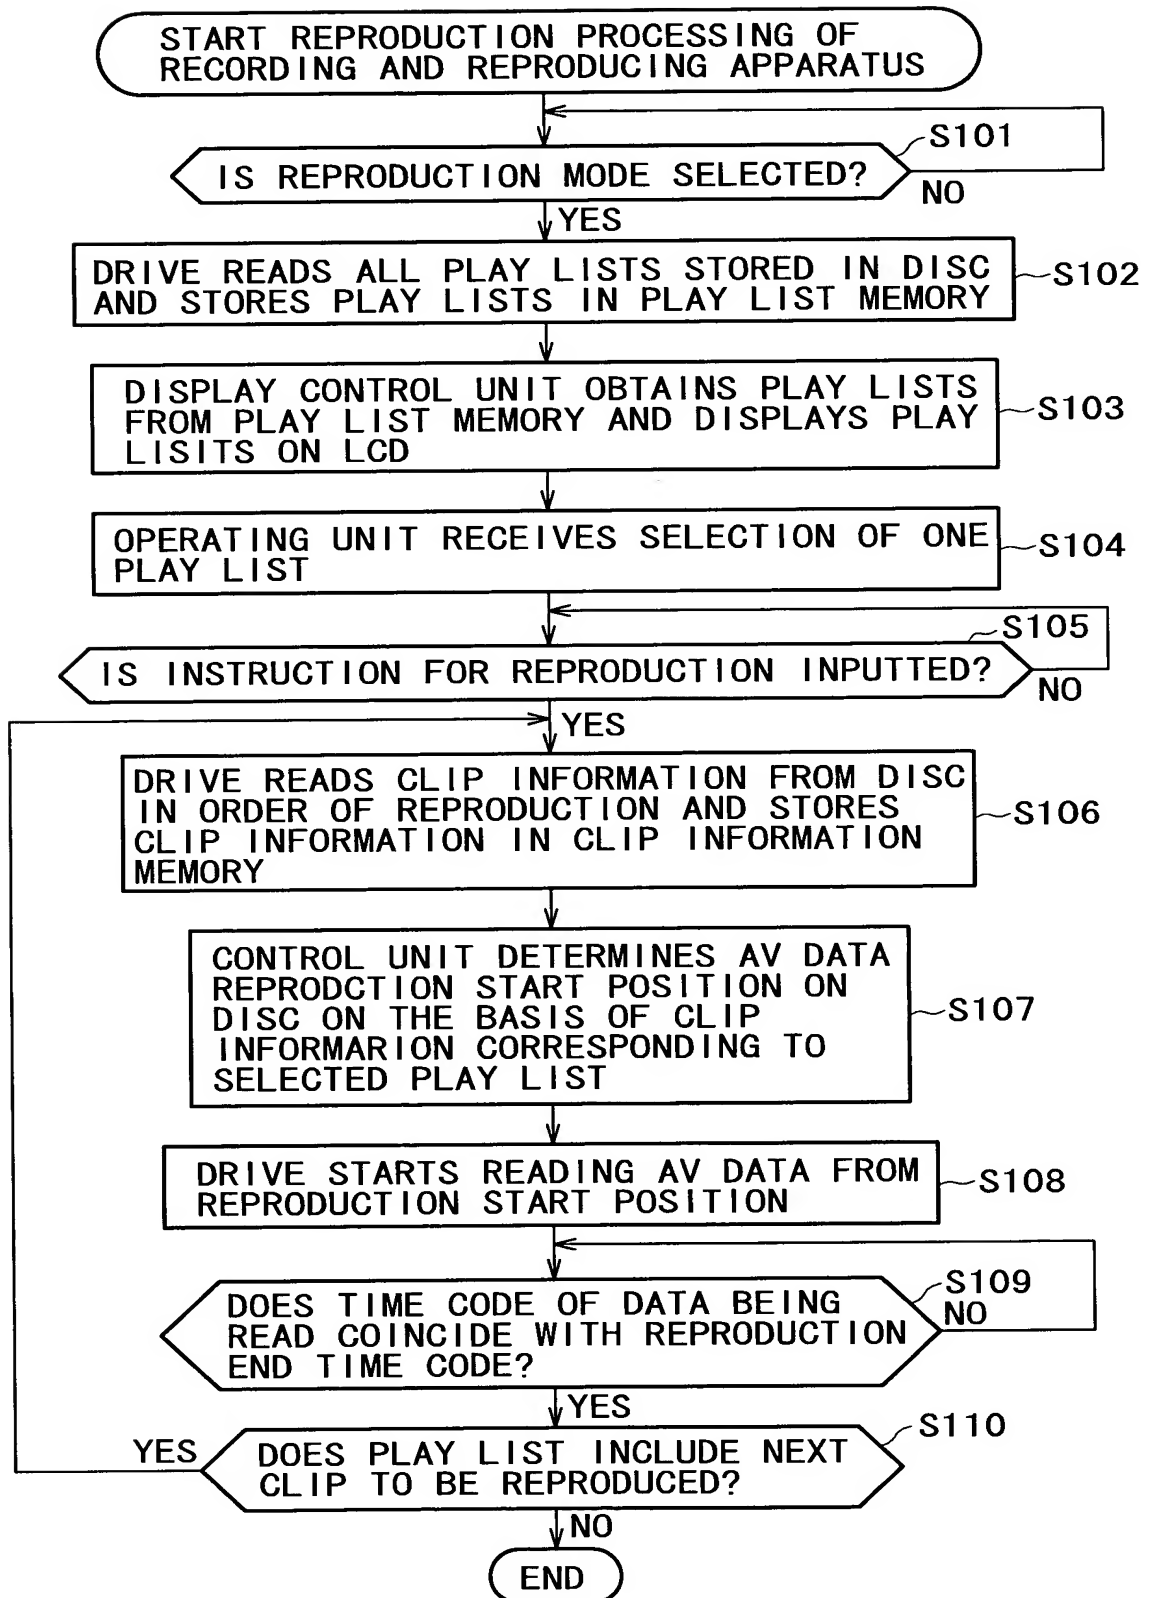 START REPRODUCTION PROCESSING OF
RECORDING AND REPRODUCING APPARATUS
S101
IS REPRODUCTION MODE SELECTED?
NO
YES
DRIVE READS ALL PLAY LISTS STORED IN DISC
AND STORES PLAY LISTS IN PLAY LIST MEMORY
S102
DISPLAY CONTROL UNIT OBTAINS PLAY LISTS
FROM PLAY LIST MEMORY AND DISPLAYS PLAY
LISITS ON LCD
S103
OPERATING UNIT RECEIVES SELECTION OF ONE
PLAY LIST
S104
S105
IS INSTRUCTION FOR REPRODUCTION INPUTTED?
NO
YES
DRIVE READS CLIP INFORMATION FROM DISC
IN ORDER OF REPRODUCTION AND STORES
CLIP INFORMATION IN CLIP INFORMATION
MEMORY
S106
CONTROL UNIT DETERMINES AV DATA
REPRODCTION START POSITION ON
DISC ON THE BASIS OF CLIP
INFORMARION CORRESPONDING TO
SELECTED PLAY LIST
S107
DRIVE STARTS READING AV DATA FROM
REPRODUCTION START POSITION
S108
S109
DOES TIME CODE OF DATA BEING
READ COINCIDE WITH REPRODUCTION
END TIME CODE?
NO
YES
S110
DOES PLAY LIST INCLUDE NEXT
CLIP TO BE REPRODUCED?
YES
NO
END